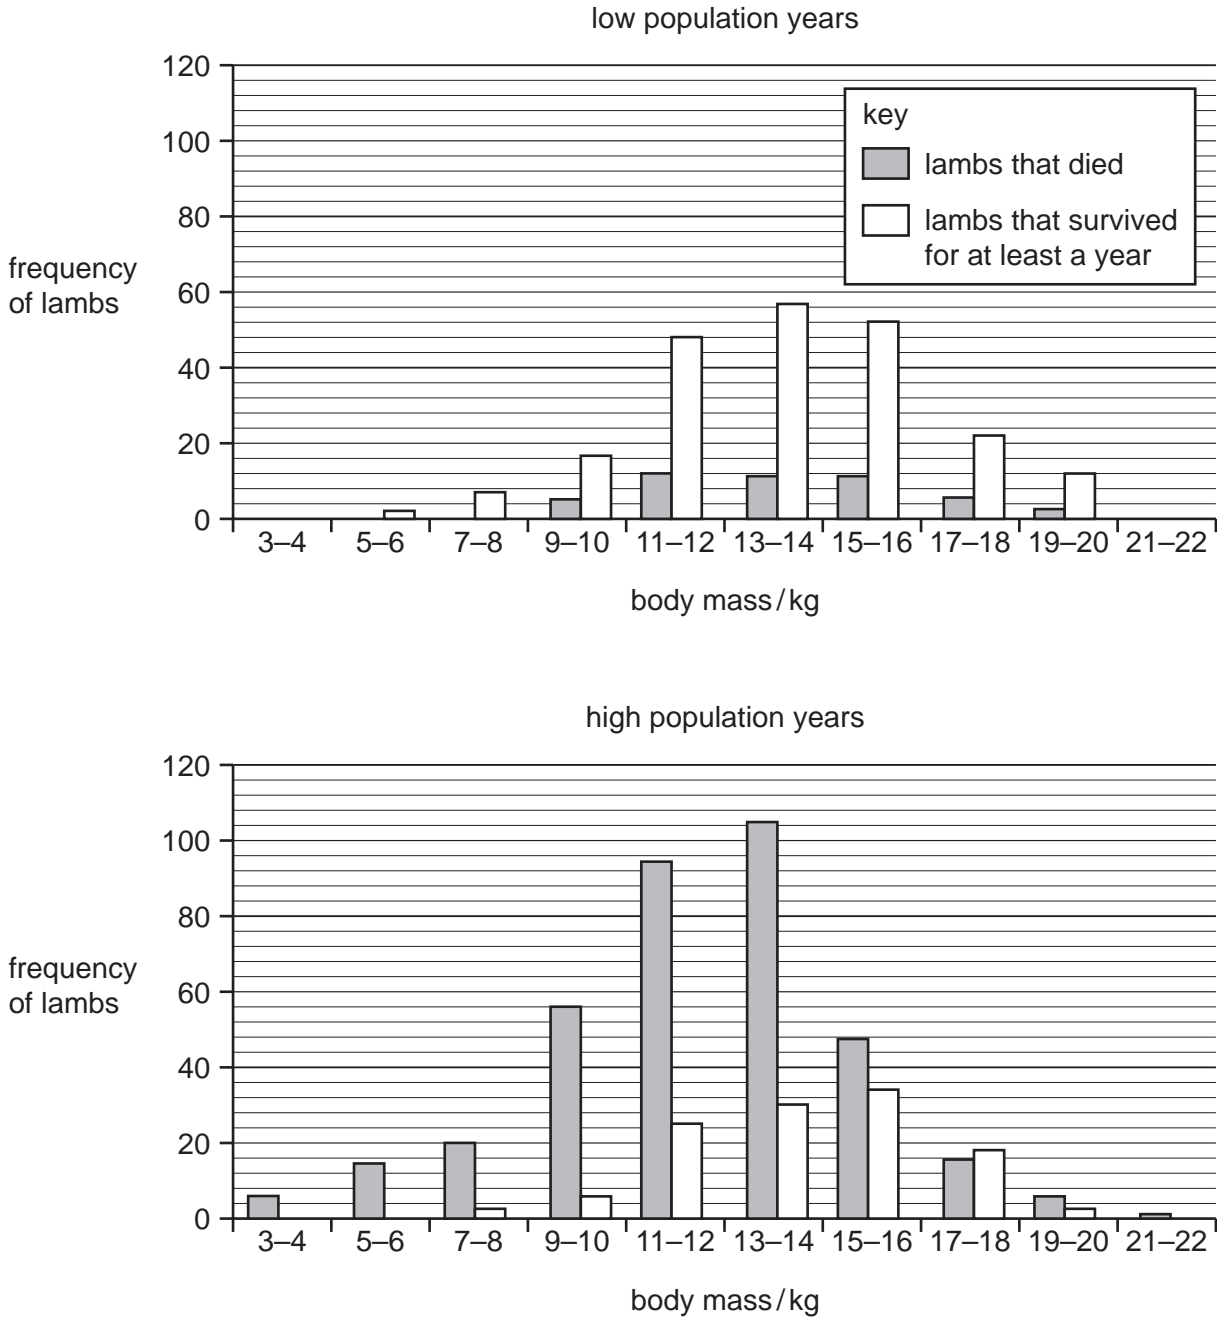 low population years
120
100
80
60
40
20
0
frequency
of lambs
key
lambs that died
lambs that survived
for at least a year
3–4 5–6 7–8 9–10 11–12 13–14 15–16 17–18 19–20 21–22
body mass / kg
high population years
120
100
80
60
40
20
0
frequency
of lambs
3–4 5–6 7–8 9–10 11–12 13–14 15–16 17–18 19–20 21–22
body mass / kg